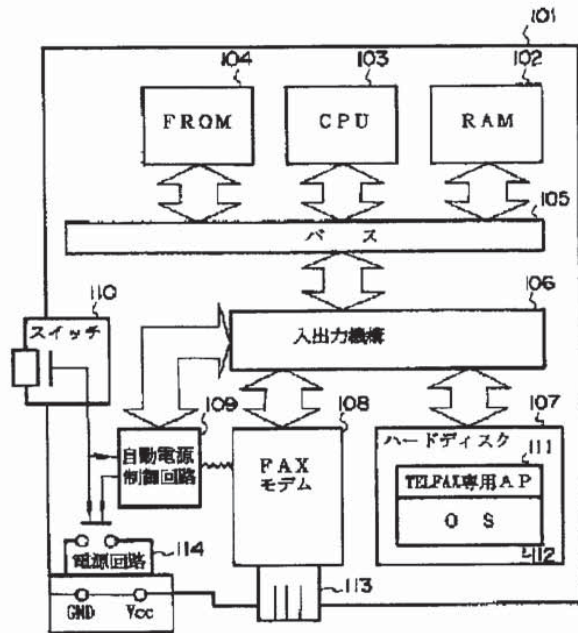 101
104
103
102
FROM
CPU
RAM
105
バス
110
106
スイッチ
入出力機構
109
108
107
ハードディスク
111
自動電源
制御回路
FAX
モデム
TELFAX専用AP
OS
112
電源回路
114
113
GND
Vcc